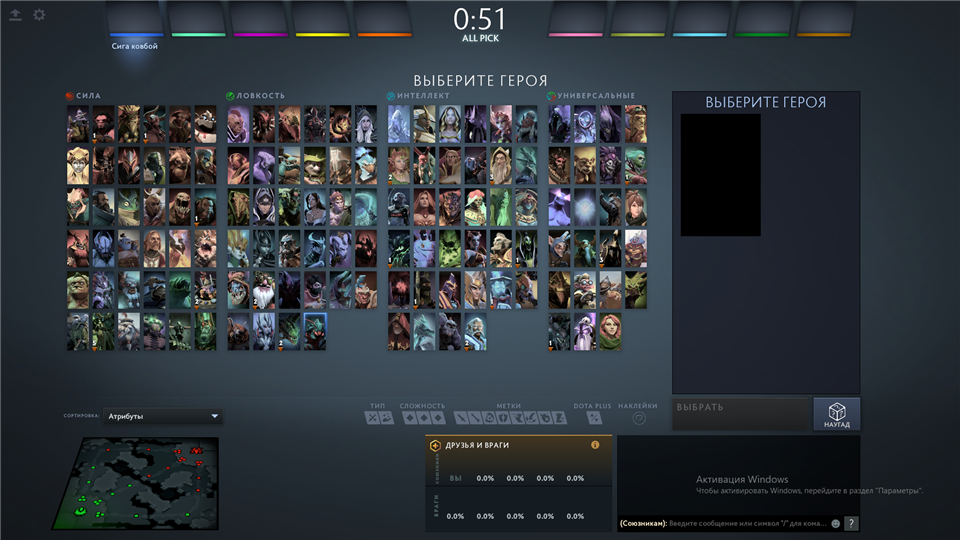 0:51
ALL PICK
Сига ковбой
ВЫБЕРИТЕ ГЕРОЯ
СИЛА
ЛОВКОСТЬ
ИНТЕЛЛЕКТ
УНИВЕРСАЛЬНЫЕ
ВЫБЕРИТЕ ГЕРОЯ
ТИП
СЛОЖНОСТЬ
МЕТКИ
DOTA PLUS
НАКЛЕЙКИ
СОРТИРОВКА:
Атрибуты
ВЫБРАТЬ
НАУГАД
ДРУЗЬЯ И ВРАГИ
СОЮЗНИКИ
ВЫ 0.0% 0.0% 0.0% 0.0%
ВРАГИ
0.0% 0.0% 0.0% 0.0% 0.0%
Активация Windows
Чтобы активировать Windows, перейдите в раздел "Параметры".
(Союзникам): Введите сообщение или символ "/" для кома...
?